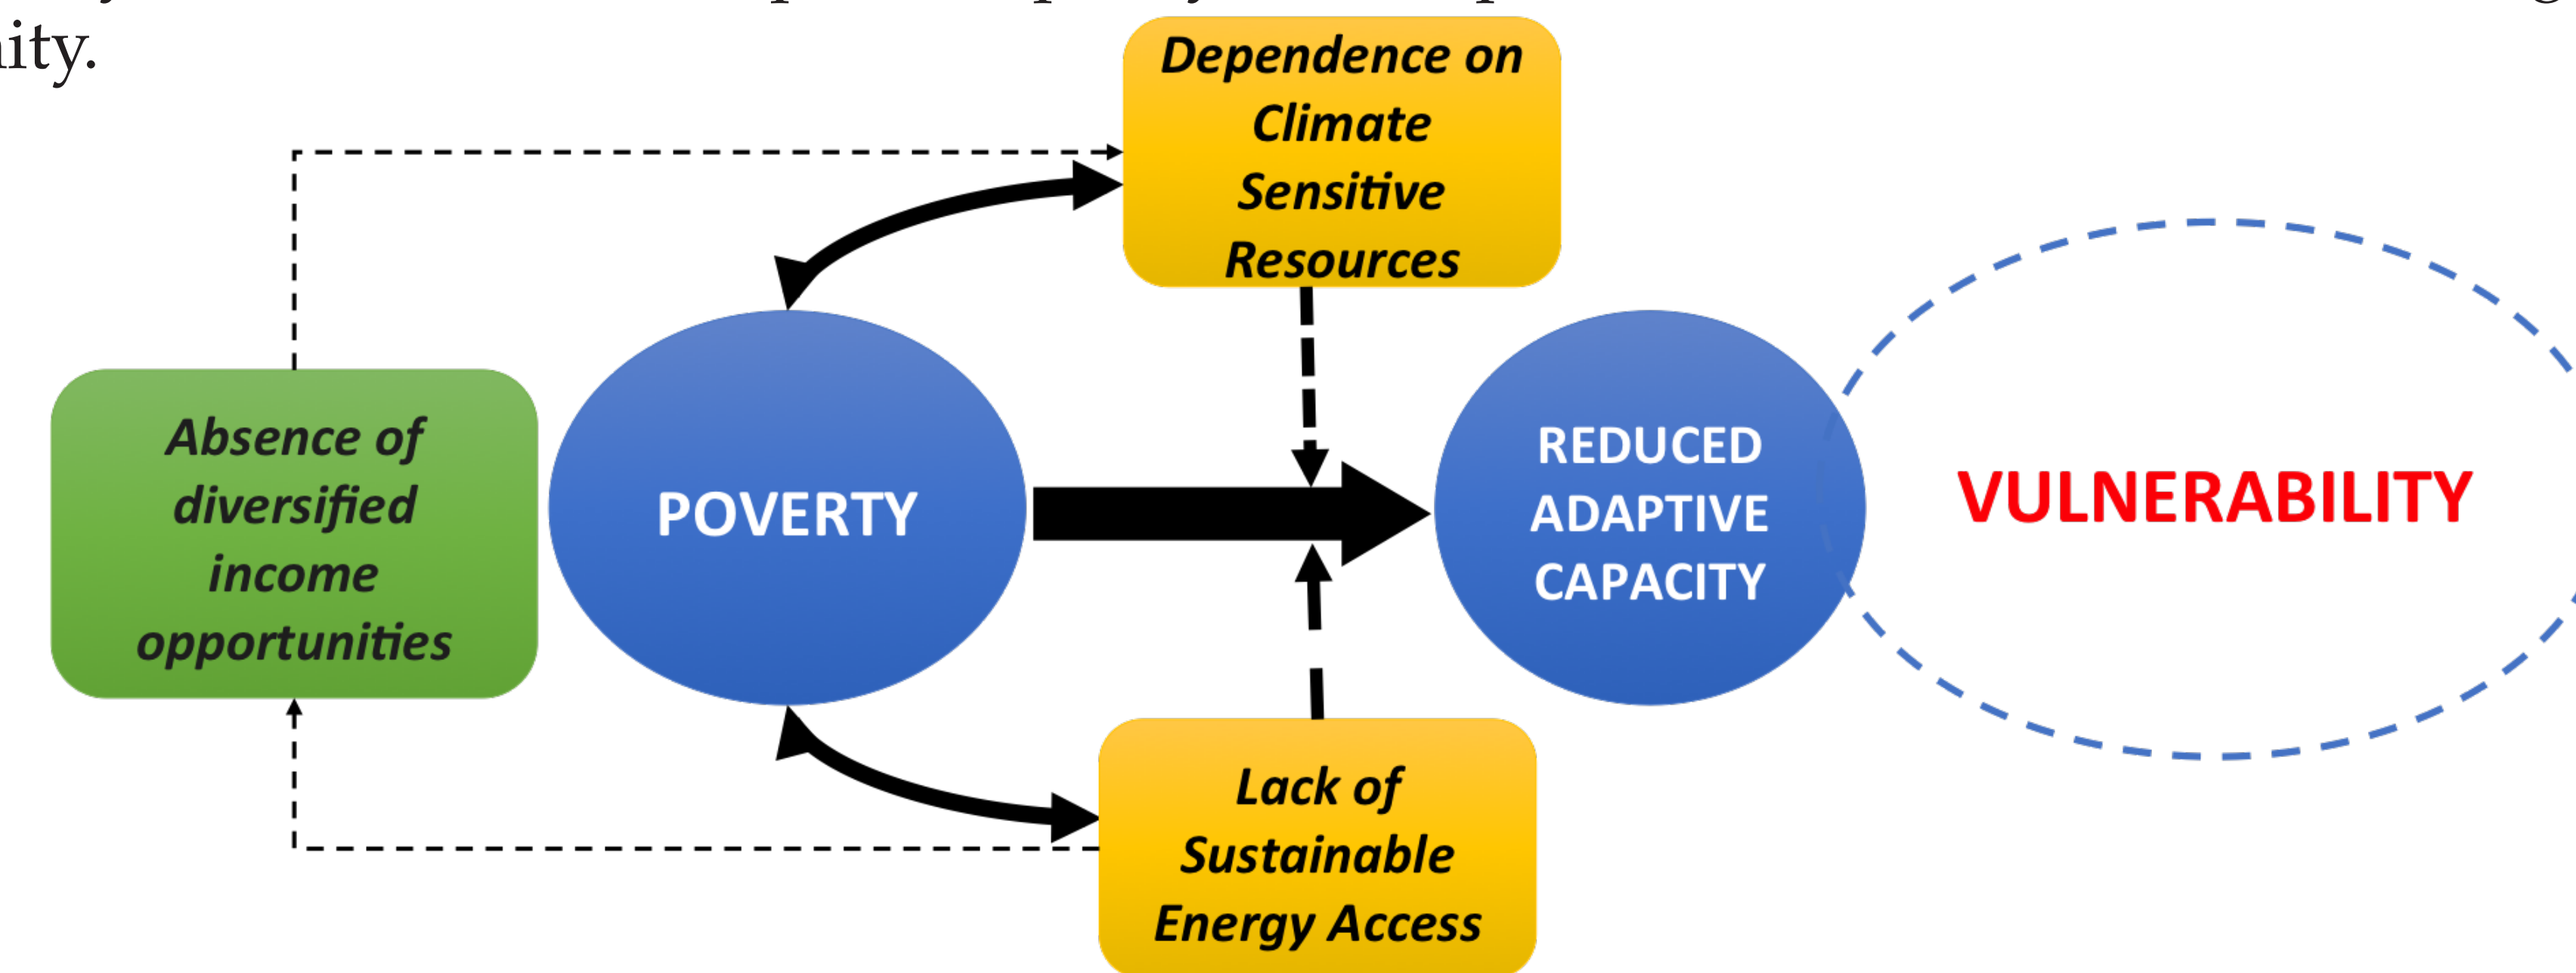 nity.
Dependence on
Climate
Sensitive
Resources
Absence of
diversified
income
opportunities
POVERTY
REDUCED
ADAPTIVE
CAPACITY
VULNERABILITY
Lack of
Sustainable
Energy Access